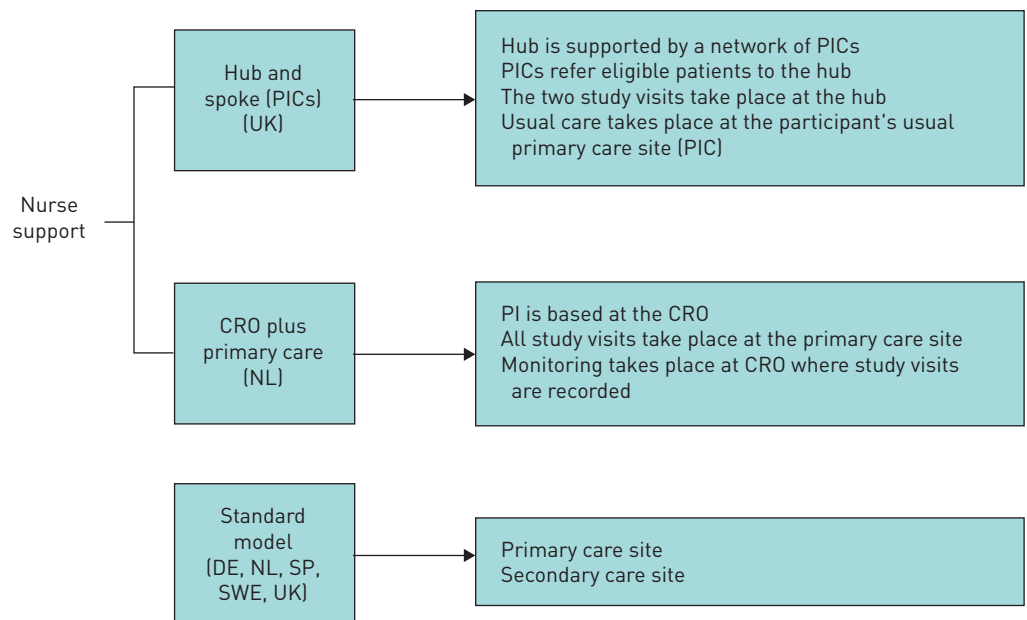 Nurse
support
Hub and
spoke (PICs)
(UK)
Hub is supported by a network of PICs
PICs refer eligible patients to the hub
The two study visits take place at the hub
Usual care takes place at the participant's usual
primary care site (PIC)
CRO plus
primary care
(NL)
PI is based at the CRO
All study visits take place at the primary care site
Monitoring takes place at CRO where study visits
are recorded
Standard
model
(DE, NL, SP,
SWE, UK)
Primary care site
Secondary care site